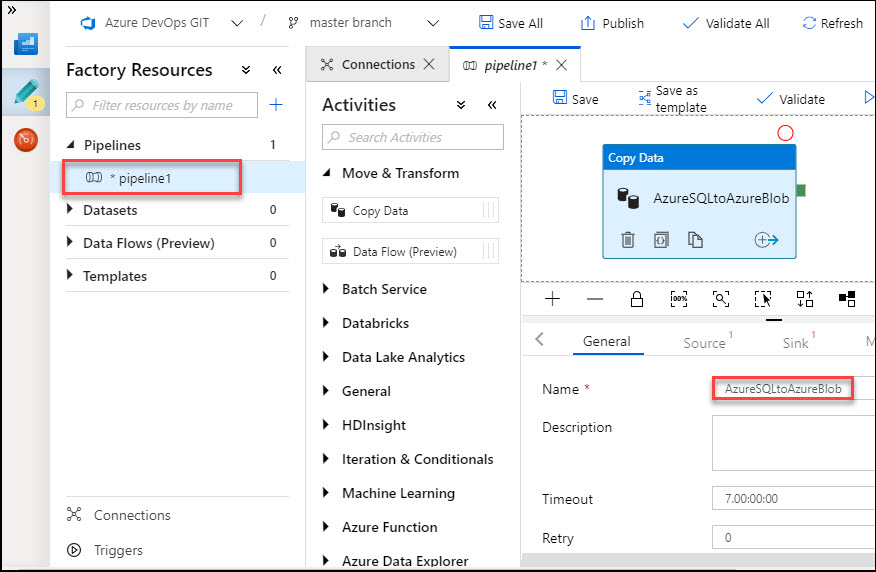 Azure DevOps GIT / master branch Save All Publish Validate All Refresh
Factory Resources
Filter resources by name
Pipelines 1
* pipeline1
Datasets 0
Data Flows (Preview) 0
Templates 0
Connections
Triggers
1
Connections
pipeline1 *
Activities
Search Activities
Move & Transform
Copy Data
Data Flow (Preview)
Batch Service
Databricks
Data Lake Analytics
General
HDInsight
Iteration & Conditionals
Machine Learning
Azure Function
Azure Data Explorer
Save
Save as
template
Validate
Copy Data
AzureSQLtoAzureBlob
100%
General Source 1 Sink 1 M
Name * AzureSQLtoAzureBlob
Description
Timeout 7.00:00:00
Retry 0